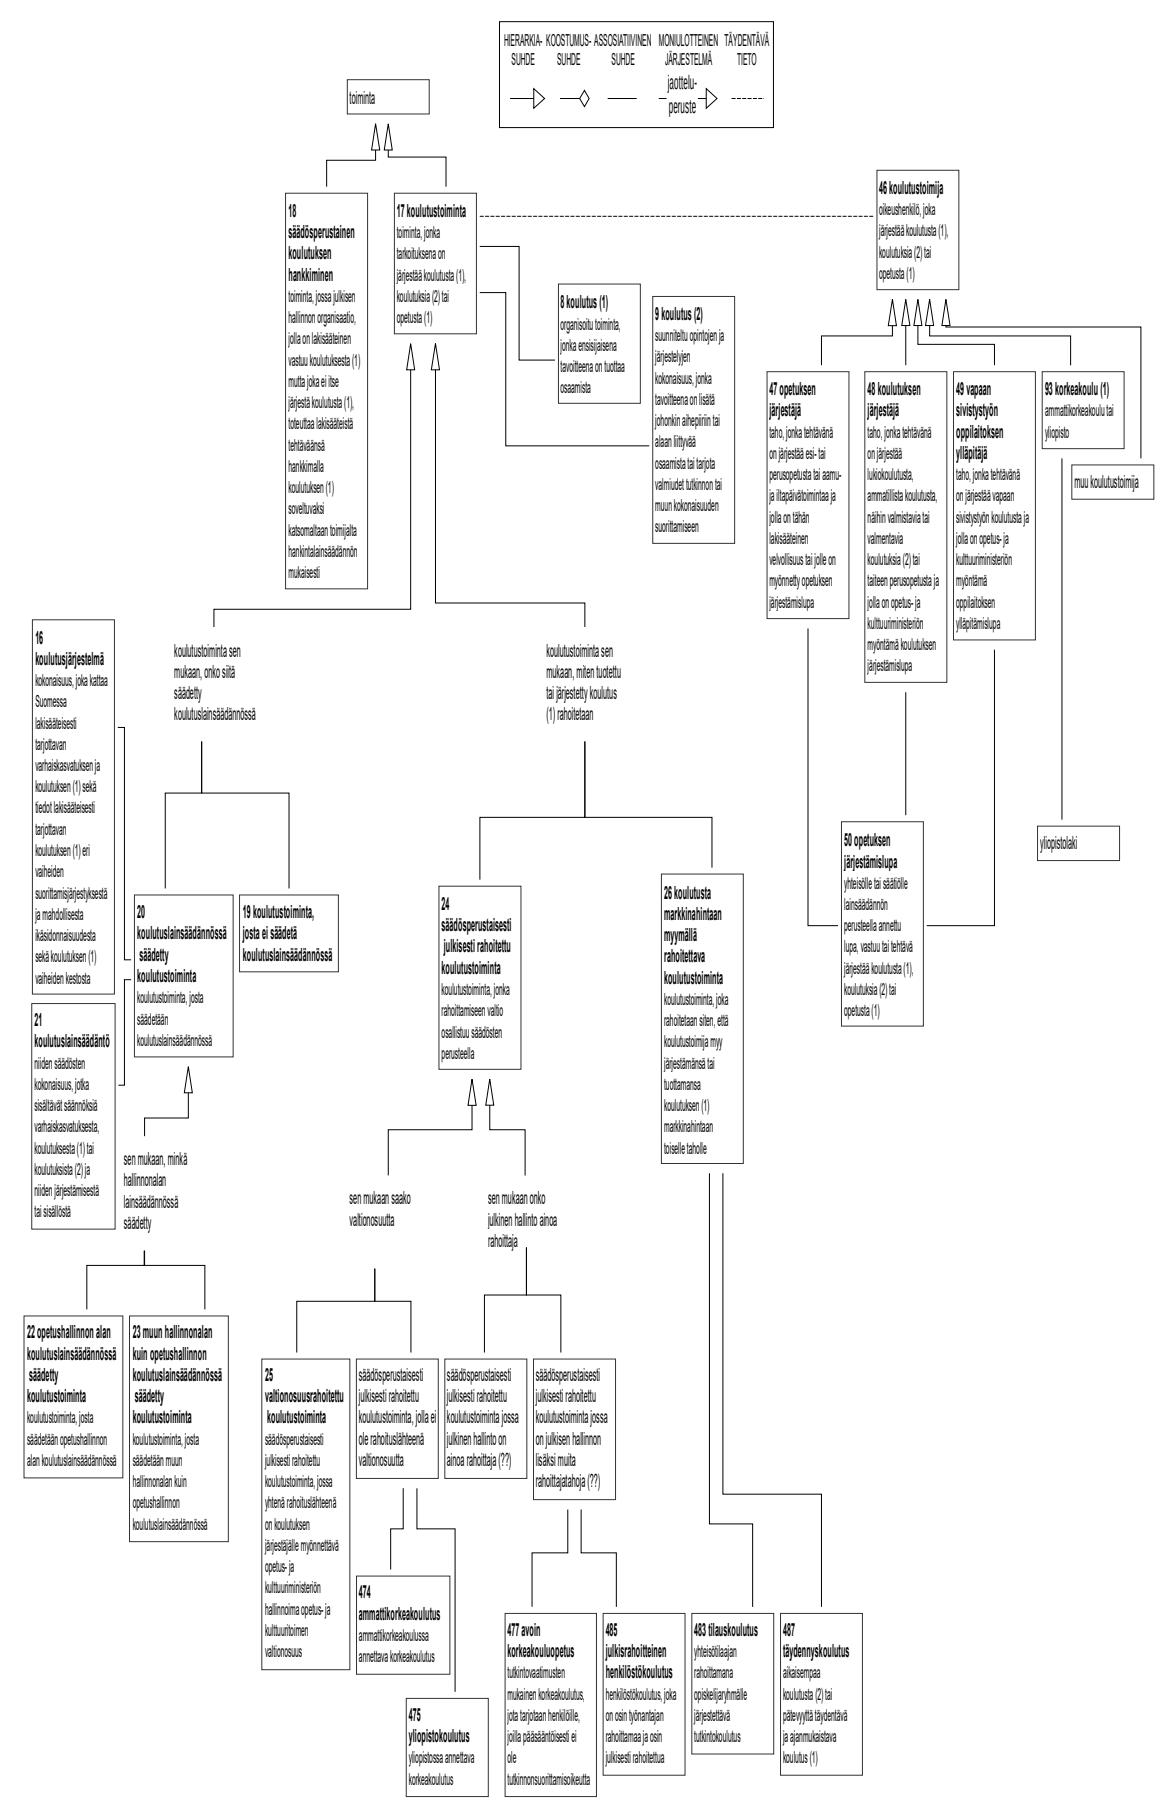 HIERARKIA-
SUHDE
KOOSTUMUS-
SUHDE
ASSOSIATIIVINEN
SUHDE
MONIULOTTEINEN
JÄRJESTELMÄ
TÄYDENTÄVÄ
TIETO
jaottelu-
peruste
toiminta
18
säädösperustainen
koulutuksen
hankkiminen
toiminta, jossa julkisen
hallinnon organisaatio,
jolla on lakisääteinen
vastuu koulutuksesta (1)
mutta joka ei itse
järjestä koulutusta (1),
toteuttaa lakisääteistä
tehtäväänsä
hankkimalla
koulutuksen (1)
soveltuvaksi
katsomaltaan toimijalta
hankintalainsäädännön
mukaisesti
17 koulutustoiminta
toiminta, jonka
tarkoituksena on
järjestää koulutusta (1),
koulutuksia (2) tai
opetusta (1)
46 koulutustoimija
oikeushenkilö, joka
järjestää koulutusta (1),
koulutuksia (2) tai
opetusta (1)
8 koulutus (1)
organisoitu toiminta,
jonka ensisijaisena
tavoitteena on tuottaa
osaamista
9 koulutus (2)
suunniteltu opintojen ja
järjestelyjen
kokonaisuus, jonka
tavoitteena on lisätä
johonkin aihepiiriin tai
alaan liittyvää
osaamista tai tarjota
valmiudet tutkinnon tai
muun kokonaisuuden
suorittamiseen
47 opetuksen
järjestäjä
taho, jonka tehtävänä
on järjestää esi- tai
perusopetusta tai aamu-
ja iltapäivätoimintaa ja
jolla on tähän
lakisääteinen
velvollisuus tai jolle on
myönnetty opetuksen
järjestämislupa
48 koulutuksen
järjestäjä
taho, jonka tehtävänä
on järjestää
lukiokoulutusta,
ammatillista koulutusta,
näihin valmistavia tai
valmentavia
koulutuksia (2) tai
taiteen perusopetusta ja
jolla on opetus- ja
kulttuuriministeriön
myöntämä koulutuksen
järjestämislupa
49 vapaan
sivistystyön
oppilaitoksen
ylläpitäjä
taho, jonka tehtävänä
on järjestää vapaan
sivistystyön koulutusta ja
jolla on opetus- ja
kulttuuriministeriön
myöntämä
oppilaitoksen
ylläpitämislupa
93 korkeakoulu (1)
ammattikorkeakoulu tai
yliopisto
muu koulutustoimija
16
koulutusjärjestelmä
kokonaisuus, joka kattaa
Suomessa
lakisääteisesti
tarjottavan
varhaiskasvatuksen ja
koulutuksen (1) sekä
tiedot lakisääteisesti
tarjottavan
koulutuksen (1) eri
vaiheiden
suorittamisjärjestyksestä
ja mahdollisesta
ikäsidonnaisuudesta
sekä koulutuksen (1)
vaiheiden kestosta
koulutustoiminta sen
mukaan, onko siitä
säädetty
koulutuslainsäädännössä
koulutustoiminta sen
mukaan, miten tuotettu
tai järjestetty koulutus
(1) rahoitetaan
50 opetuksen
järjestämislupa
yhteisölle tai säätiölle
lainsäädännön
perusteella annettu
lupa, vastuu tai tehtävä
järjestää koulutusta (1),
koulutuksia (2) tai
opetusta (1)
yliopistolaki
20
koulutuslainsäädännössä
säädetty
koulutustoiminta
koulutustoiminta, josta
säädetään
koulutuslainsäädännössä
19 koulutustoiminta,
josta ei säädetä
koulutuslainsäädännössä
24
säädösperustaisesti
julkisesti rahoitettu
koulutustoiminta
koulutustoiminta, jonka
rahoittamiseen valtio
osallistuu säädösten
perusteella
26 koulutusta
markkinahintaan
myymällä
rahoitettava
koulutustoiminta
koulutustoiminta, joka
rahoitetaan siten, että
koulutustoimija myy
järjestämänsä tai
tuottamansa
koulutuksen (1)
markkinahintaan
toiselle taholle
21
koulutuslainsäädäntö
niiden säädösten
kokonaisuus, jotka
sisältävät säännöksiä
varhaiskasvatuksesta,
koulutuksesta (1) tai
koulutuksista (2) ja
niiden järjestämisestä
tai sisällöstä
sen mukaan, minkä
hallinnonalan
lainsäädännössä
säädetty
sen mukaan saako
valtionosuutta
sen mukaan onko
julkinen hallinto ainoa
rahoittaja
22 opetushallinnon alan
koulutuslainsäädännössä
säädetty
koulutustoiminta
koulutustoiminta, josta
säädetään opetushallinnon
alan koulutuslainsäädännössä
23 muun hallinnonalan
kuin opetushallinnon
koulutuslainsäädännössä
säädetty
koulutustoiminta
koulutustoiminta, josta
säädetään muun
hallinnonalan kuin
opetushallinnon
koulutuslainsäädännössä
25
valtionosuusrahoitettu
koulutustoiminta
säädösperustaisesti
julkisesti rahoitettu
koulutustoiminta, jossa
yhtenä rahoituslähteenä
on koulutuksen
järjestäjälle myönnettävä
opetus- ja
kulttuuriministeriön
hallinnoima opetus- ja
kulttuuritoimen
valtionosuus
säädösperustaisesti
julkisesti rahoitettu
koulutustoiminta, jolla ei
ole rahoituslähteenä
valtionosuutta
säädösperustaisesti
julkisesti rahoitettu
koulutustoiminta jossa
julkinen hallinto on
ainoa rahoittaja (??)
säädösperustaisesti
julkisesti rahoitettu
koulutustoiminta jossa
on julkisen hallinnon
lisäksi muita
rahoittajatahoja (??)
474
ammattikorkeakoulutus
ammattikorkeakoulussa
annettava korkeakoulutus
475
yliopistokoulutus
yliopistossa annettava
korkeakoulutus
477 avoin
korkeakouluopetus
tutkintovaatimusten
mukainen korkeakoulutus,
jota tarjotaan henkilöille,
joilla pääsääntöisesti ei
ole
tutkinnonsuorittamisoikeutta
485
julkisrahoitteinen
henkilöstökoulutus
henkilöstökoulutus, joka
on osin työnantajan
rahoittamaa ja osin
julkisesti rahoitettua
483 tilauskoulutus
yhteisötilaajan
rahoittamana
opiskelijaryhmälle
järjestettävä
tutkintokoulutus
487
täydennyskoulutus
aikaisempaa
koulutusta (2) tai
pätevyyttä täydentävä
ja ajanmukaistava
koulutus (1)